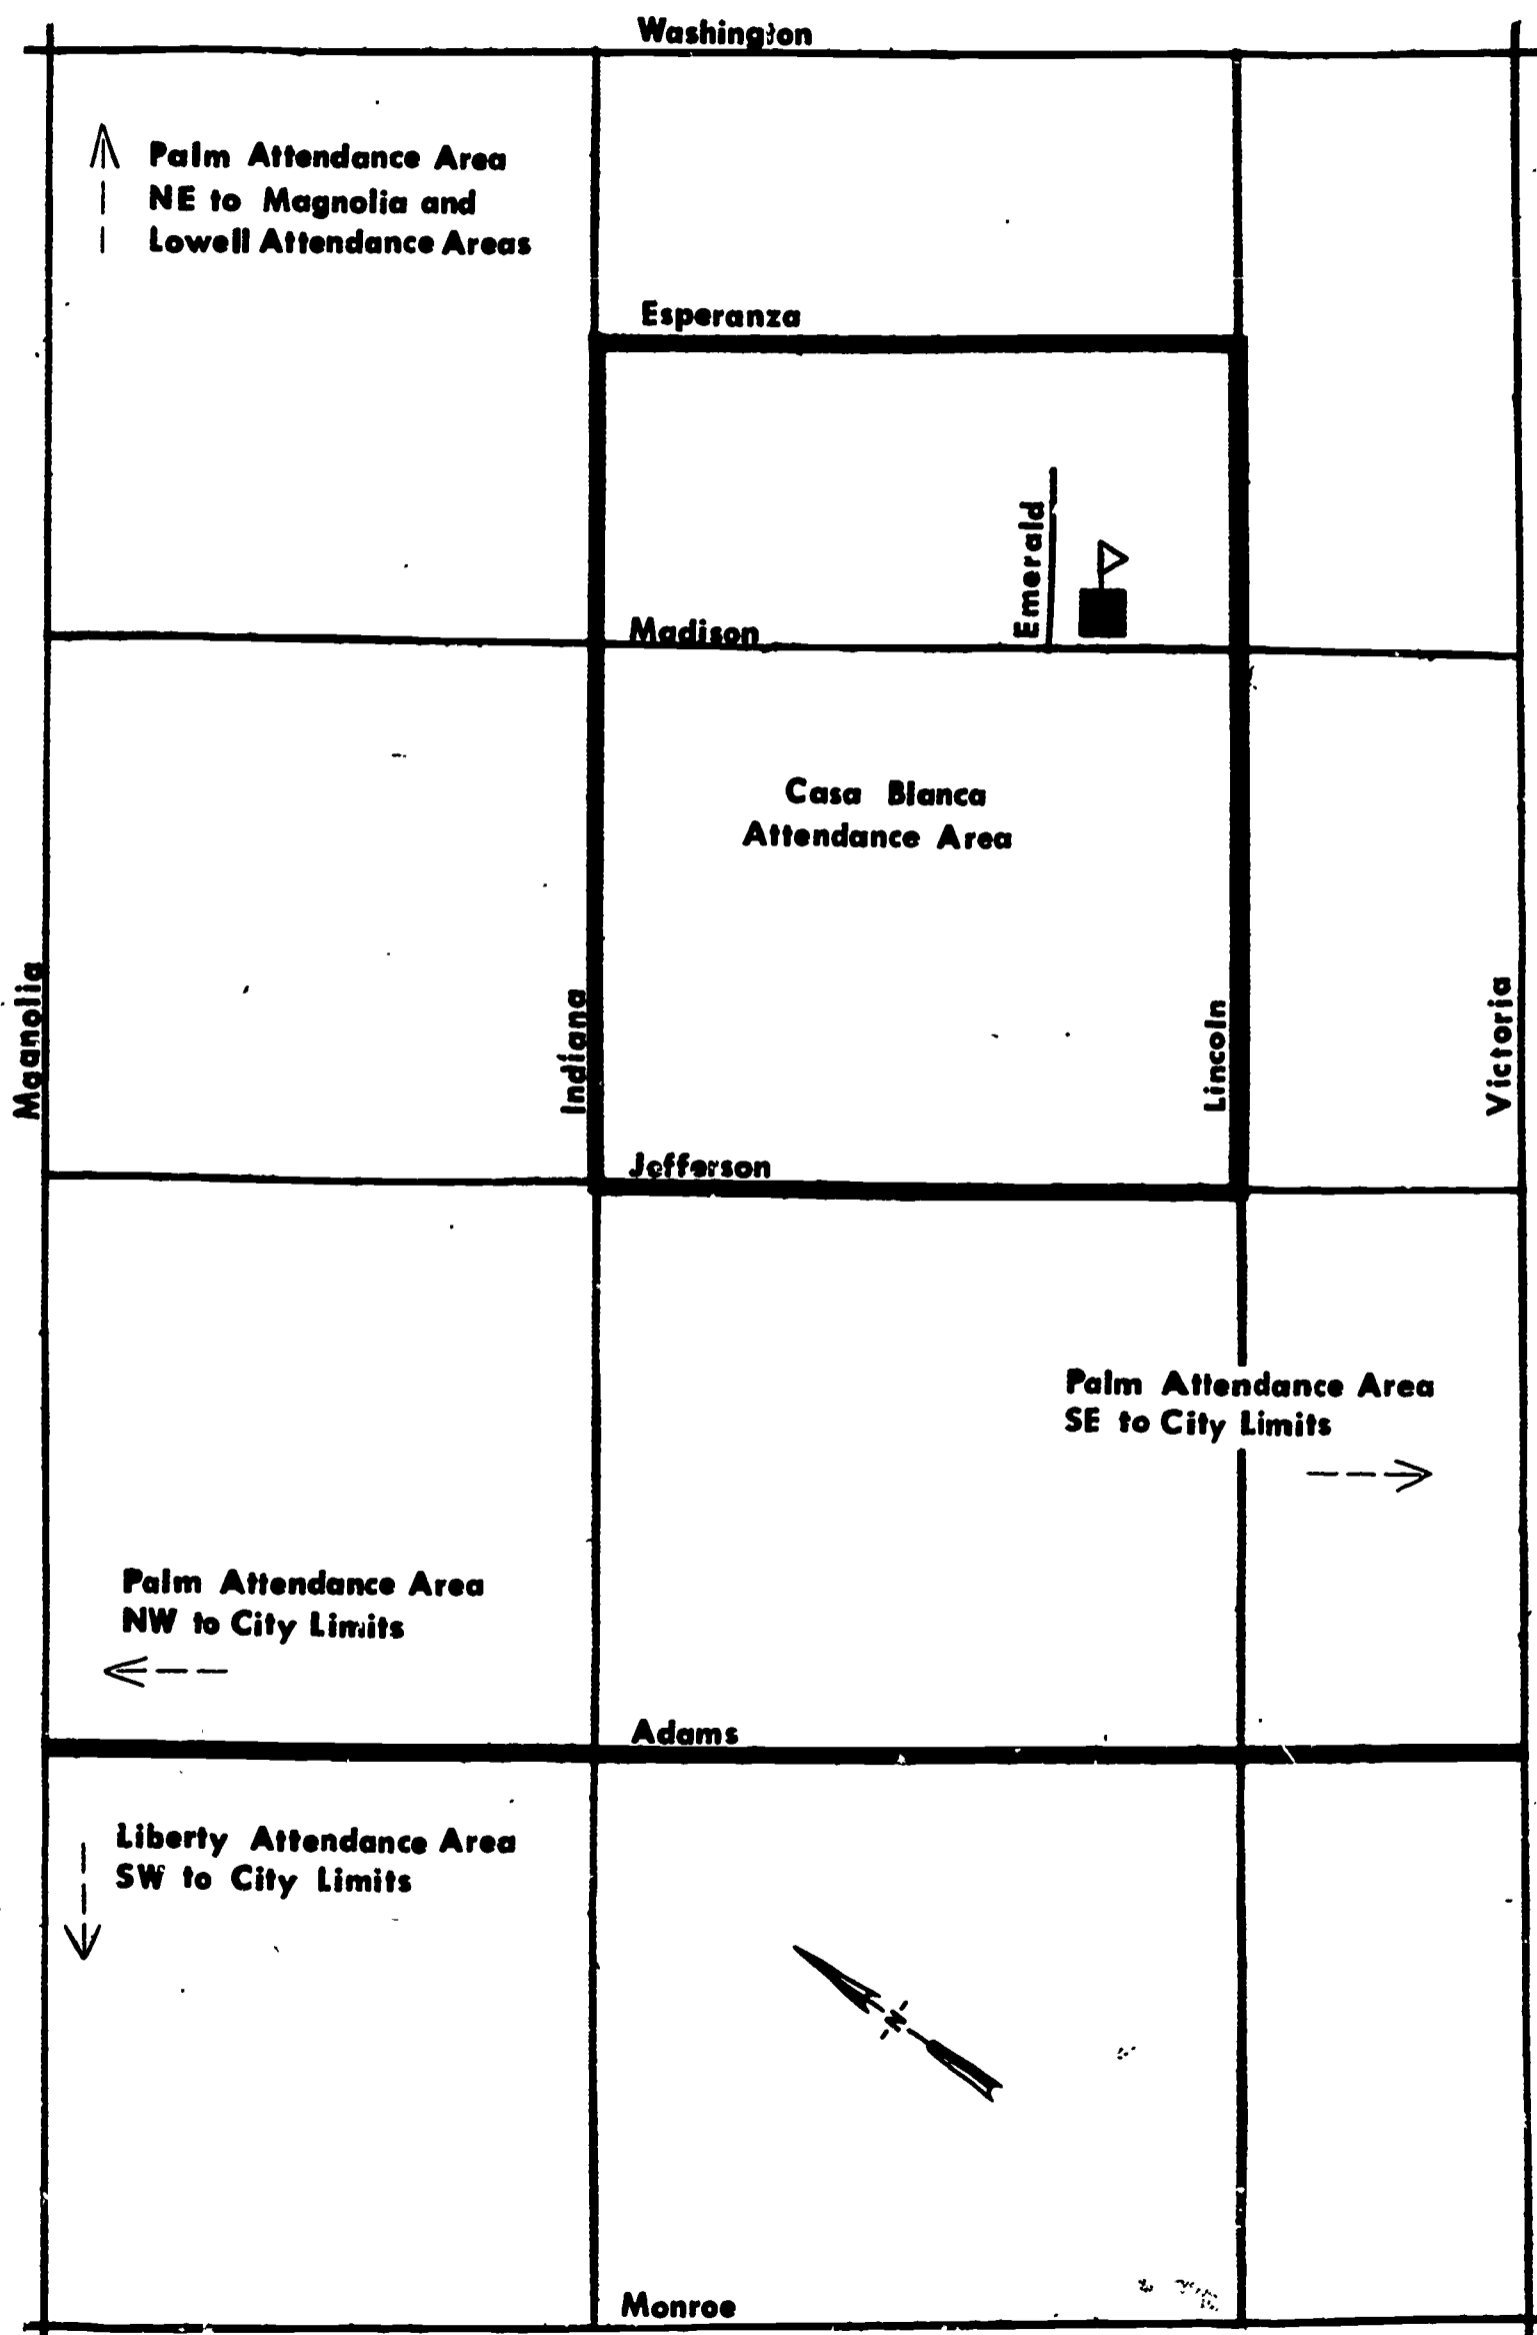 Washington
Palm Attendance Area
NE to Magnolia and
Lowell Attendance Areas
Esperanza
Emerald
Madison
Casa Blanca
Attendance Area
Magnolia
Indiana
Lincoln
Victoria
Jefferson
Palm Attendance Area
SE to City Limits
Palm Attendance Area
NW to City Limits
Adams
Liberty Attendance Area
SW to City Limits
N
Monroe